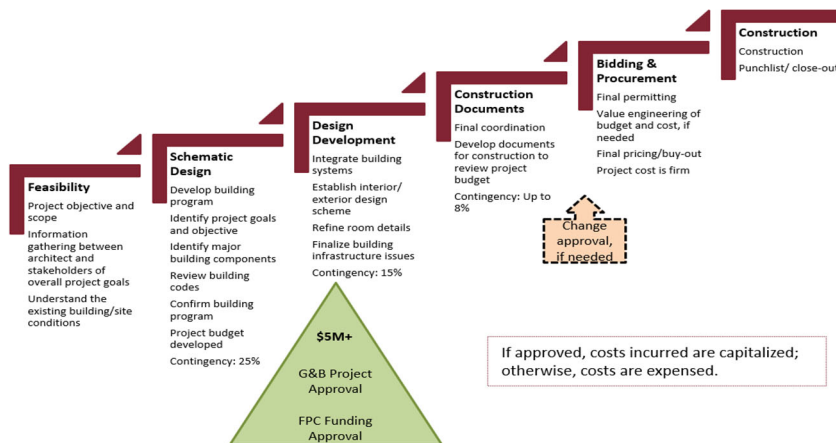 Feasibility
Project objective and
scope
Information
gathering between
architect and
stakeholders of
overall project goals
Understand the
existing building/site
conditions
Schematic
Design
Develop building
program
Identify project goals
and objective
Identify major
building components
Review building
codes
Confirm building
program
Project budget
developed
Contingency: 25%
Design
Development
Integrate building
systems
Establish interior/
exterior design
scheme
Refine room details
Finalize building
infrastructure issues
Contingency: 15%
Construction
Documents
Final coordination
Develop documents
for construction to
review project
budget
Contingency: Up to
8%
Bidding &
Procurement
Final permitting
Value engineering of
budget and cost, if
needed
Final pricing/buy-out
Project cost is firm
Construction
Construction
Punchlist/ close-out
Change
approval,
if needed
$5M+
G&B Project
Approval
FPC Funding
Approval
If approved, costs incurred are capitalized;
otherwise, costs are expensed.